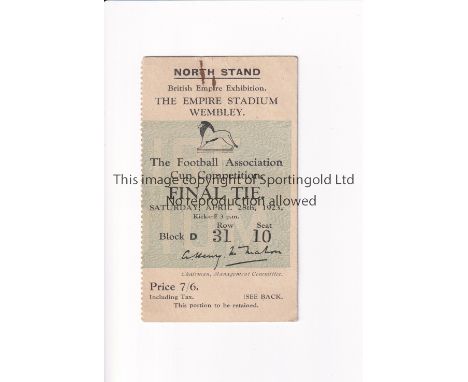 NORTH STAND
British Empire Exhibition.
THE EMPIRE STADIUM
WEMBLEY.
The Football Association
Cup Competition
This image is copyright of Sportingold Ltd
FINAL TIE,
No reproduction allowed
SATURDAY, APRIL 28th, 1923.
Kick-off 3 p.m.
Row Seat
Block D 31 10
Chairman, Management Committee.
Price 7/6.
Including Tax. [SEE BACK.
This portion to be retained.